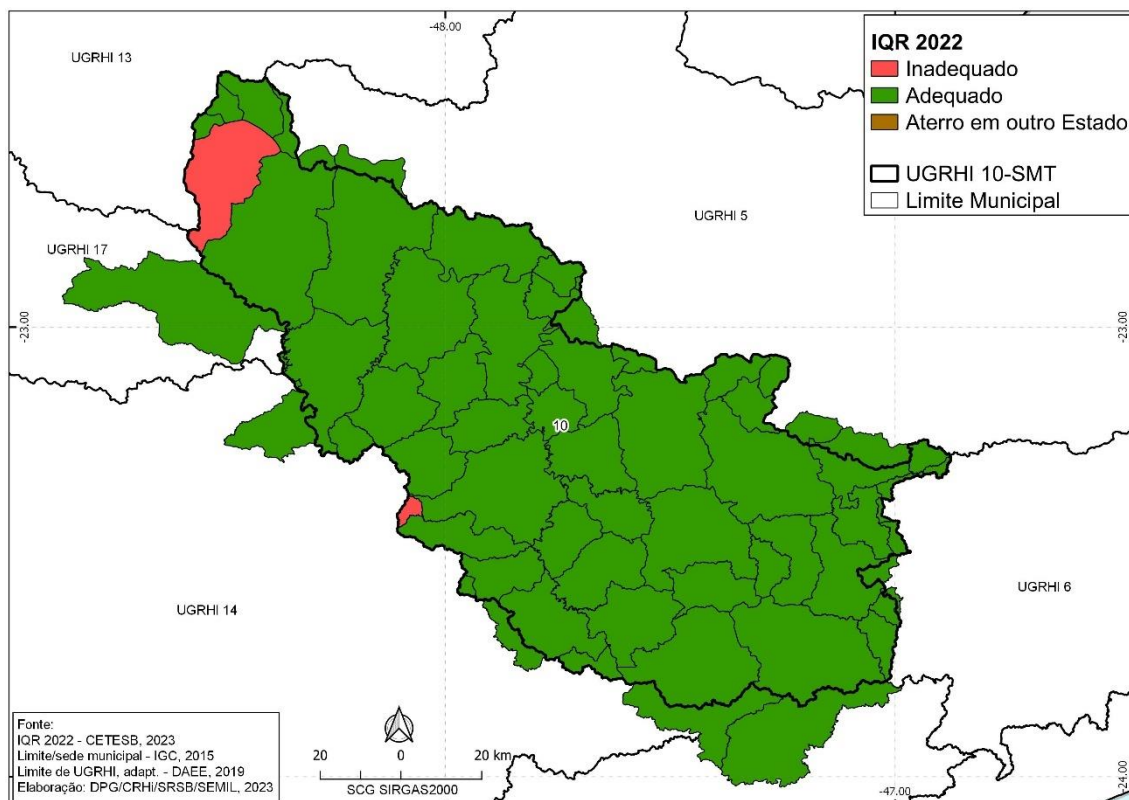 -48.00
UGRHI 13
IQR 2022
Inadequado
Adequado
Aterro em outro Estado
UGRHI 10-SMT
Limite Municipal
UGRHI 5
UGRHI 17
-23.00
-23.00
10
UGRHI 6
UGRHI 14
Fonte:
IQR 2022 - CETESB, 2023
Limite/sede municipal - IGC, 2015
Limite de UGRHI, adapt. - DAEE, 2019
Elaboração: DPG/CRHi/SRSB/SEMIL, 2023
20 0 20 km
SCG SIRGAS2000
-47.00
-24.00